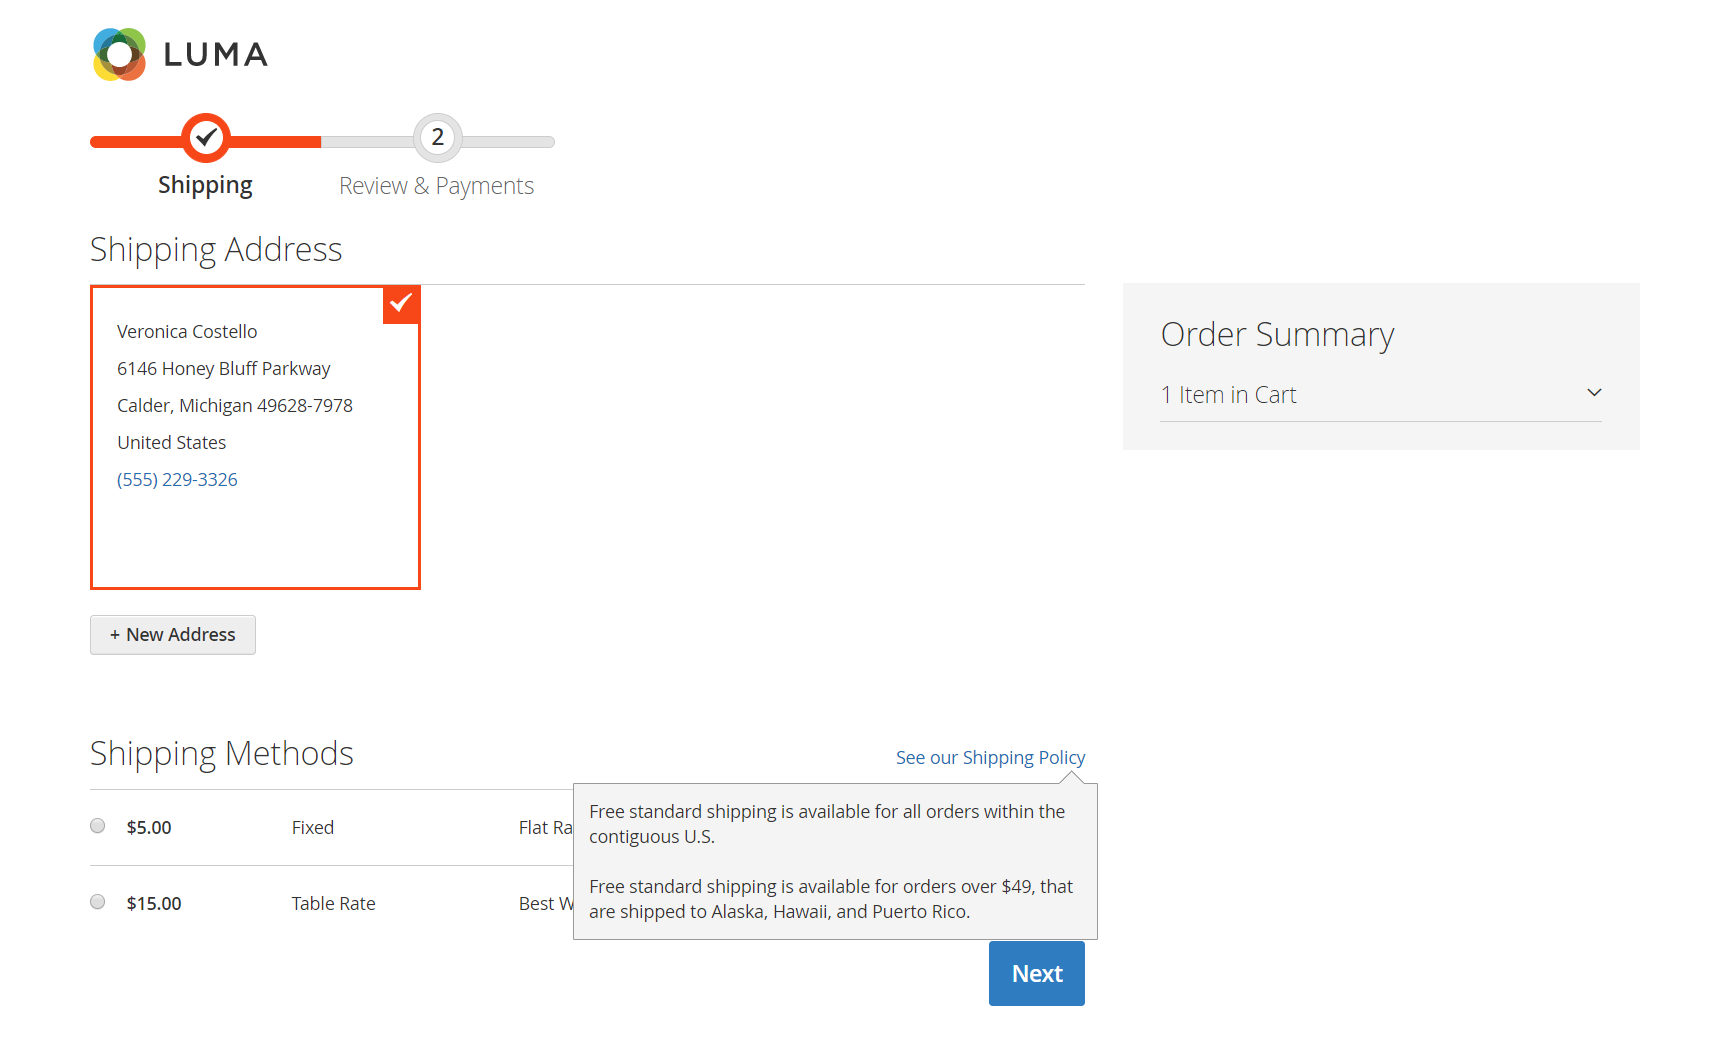 LUMA
2
Shipping
Review & Payments
Shipping Address
Veronica Costello
6146 Honey Bluff Parkway
Calder, Michigan 49628-7978
United States
(555) 229-3326
+ New Address
Order Summary
1 Item in Cart
Shipping Methods
See our Shipping Policy
$5.00 Fixed Flat Ra
$15.00 Table Rate Best W
Free standard shipping is available for all orders within the
contiguous U.S.
Free standard shipping is available for orders over $49, that
are shipped to Alaska, Hawaii, and Puerto Rico.
Next